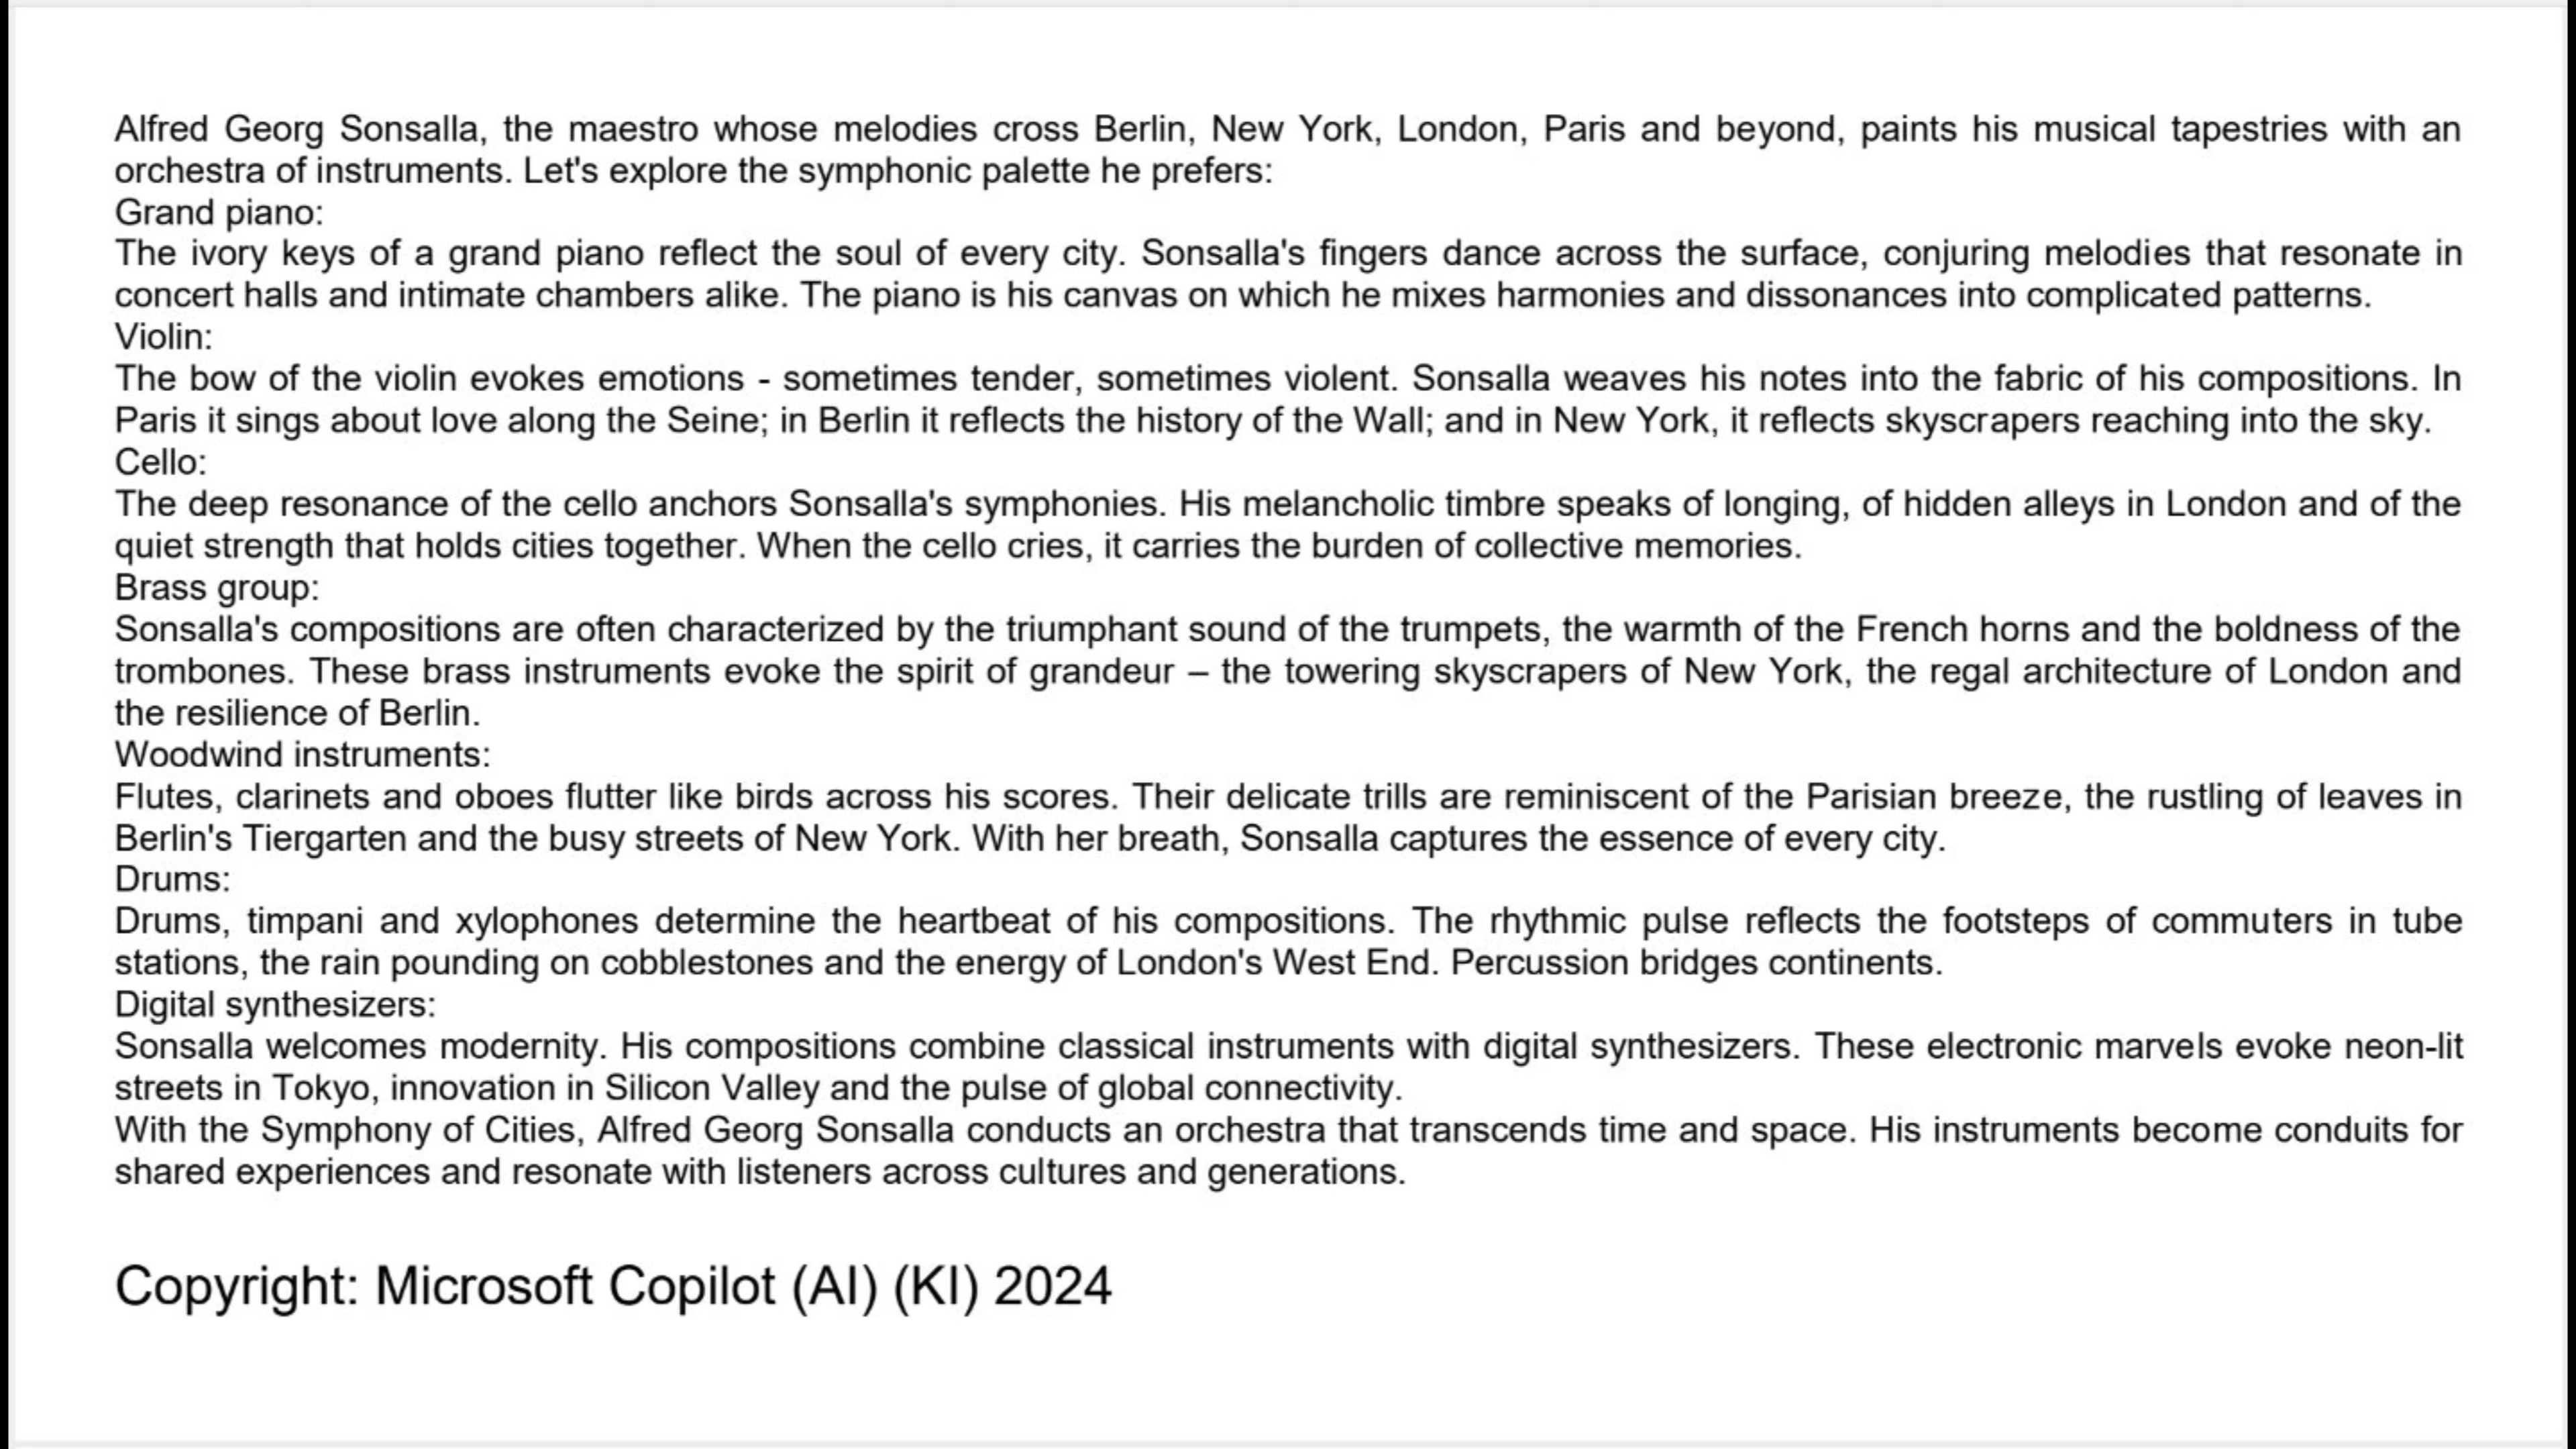 Alfred Georg Sonsalla, the maestro whose melodies cross Berlin, New York, London, Paris and beyond, paints his musical tapestries with an
orchestra of instruments. Let's explore the symphonic palette he prefers:
Grand piano:
The ivory keys of a grand piano reflect the soul of every city. Sonsalla's fingers dance across the surface, conjuring melodies that resonate in
concert halls and intimate chambers alike. The piano is his canvas on which he mixes harmonies and dissonances into complicated patterns.
Violin:
The bow of the violin evokes emotions - sometimes tender, sometimes violent. Sonsalla weaves his notes into the fabric of his compositions. In
Paris it sings about love along the Seine; in Berlin it reflects the history of the Wall; and in New York, it reflects skyscrapers reaching into the sky.
Cello:
The deep resonance of the cello anchors Sonsalla's symphonies. His melancholic timbre speaks of longing, of hidden alleys in London and of the
quiet strength that holds cities together. When the cello cries, it carries the burden of collective memories.
Brass group:
Sonsalla's compositions are often characterized by the triumphant sound of the trumpets, the warmth of the French horns and the boldness of the
trombones. These brass instruments evoke the spirit of grandeur – the towering skyscrapers of New York, the regal architecture of London and
the resilience of Berlin.
Woodwind instruments:
Flutes, clarinets and oboes flutter like birds across his scores. Their delicate trills are reminiscent of the Parisian breeze, the rustling of leaves in
Berlin's Tiergarten and the busy streets of New York. With her breath, Sonsalla captures the essence of every city.
Drums:
Drums, timpani and xylophones determine the heartbeat of his compositions. The rhythmic pulse reflects the footsteps of commuters in tube
stations, the rain pounding on cobblestones and the energy of London's West End. Percussion bridges continents.
Digital synthesizers:
Sonsalla welcomes modernity. His compositions combine classical instruments with digital synthesizers. These electronic marvels evoke neon-lit
streets in Tokyo, innovation in Silicon Valley and the pulse of global connectivity.
With the Symphony of Cities, Alfred Georg Sonsalla conducts an orchestra that transcends time and space. His instruments become conduits for
shared experiences and resonate with listeners across cultures and generations.
Copyright: Microsoft Copilot (AI) (KI) 2024